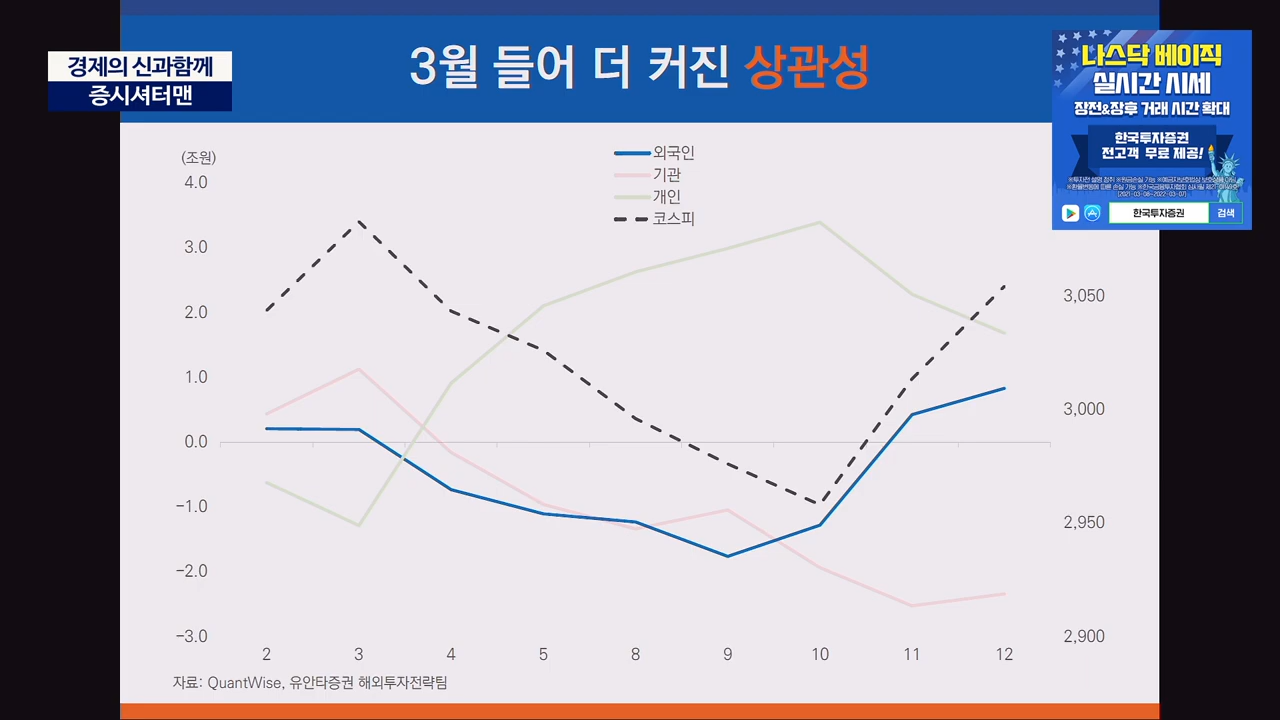 3월 들어 더 커진 상관성
경제의 신과함께
증시셔터맨
나스닥 베이직
실시간 시세
장전&장후 거래 시간 확대
한국투자증권
전고객 무료 제공!
한국투자증권
검색
(조원)
외국인
기관
개인
코스피
4.0
3.0
2.0
1.0
0.0
-1.0
-2.0
-3.0
3,050
3,000
2,950
2,900
2 3 4 5 8 9 10 11 12
자료: QuantWise, 유안타증권 해외투자전략팀